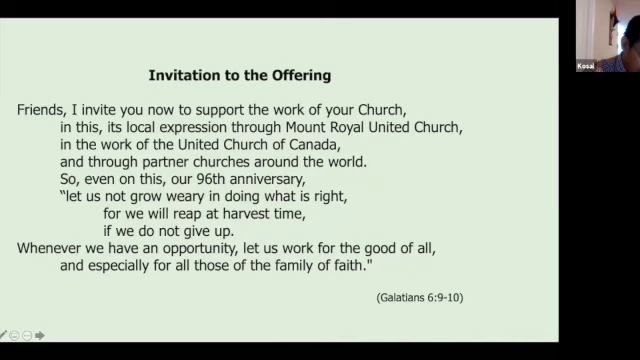 Invitation to the Offering
Friends, I invite you now to support the work of your Church,
in this, its local expression through Mount Royal United Church,
in the work of the United Church of Canada,
and through partner churches around the world.
So, even on this, our 96th anniversary,
“let us not grow weary in doing what is right,
for we will reap at harvest time,
if we do not give up.
Whenever we have an opportunity, let us work for the good of all,
and especially for all those of the family of faith."
(Galatians 6:9-10)
Kosai